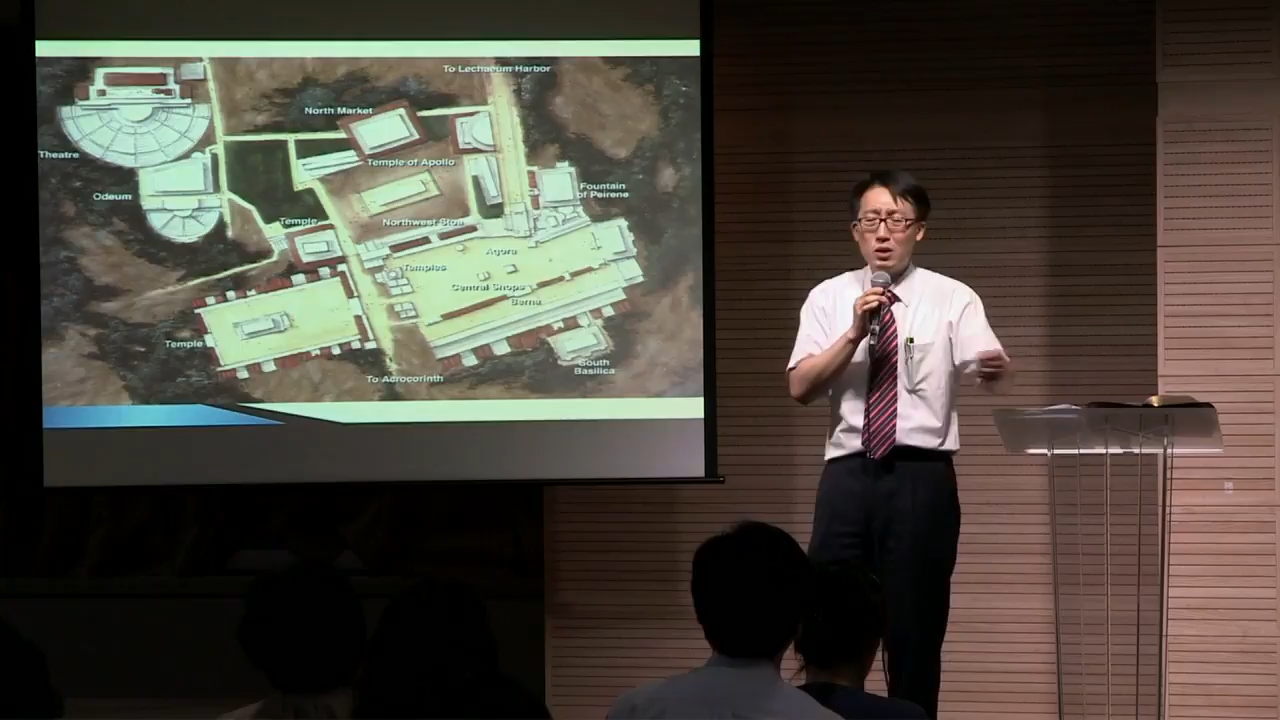 To Lechaeum Harbor
North Market
Theatre
Temple of Apollo
Odeum
Fountain
of Peirene
Temple
Northwest Stoa
Agora
Temples
Central Shops
Bema
Temple
South
Basilica
To Acrocorinth